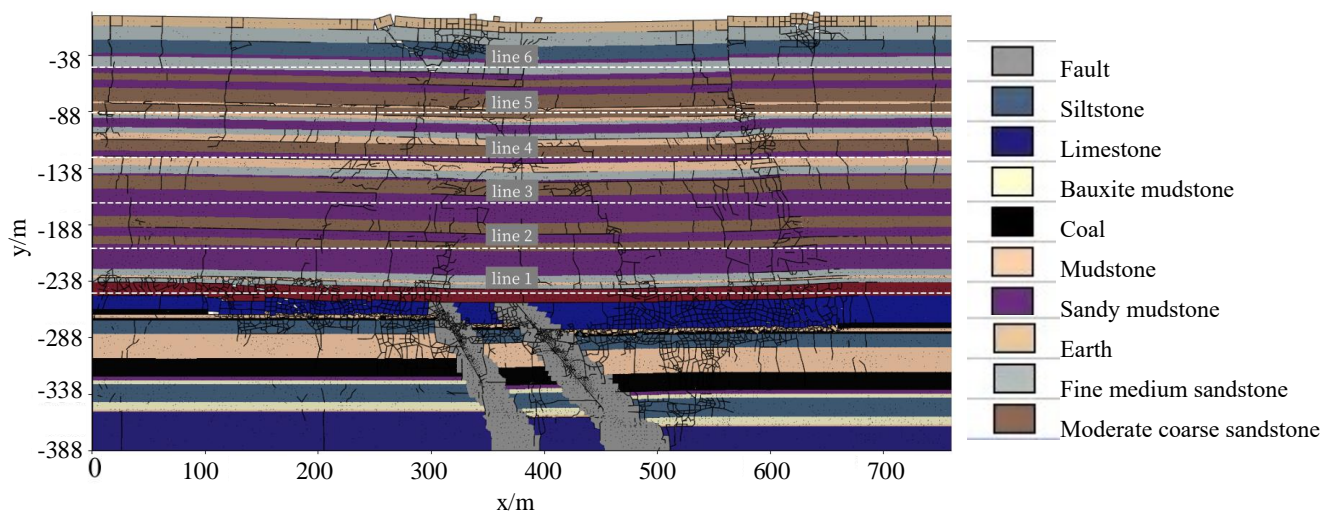 y/m
-38
-88
-138
-188
-238
-288
-338
-388
line 6
line 5
line 4
line 3
line 2
line 1
0 100 200 300 400 500 600 700
x/m
Fault
Siltstone
Limestone
Bauxite mudstone
Coal
Mudstone
Sandy mudstone
Earth
Fine medium sandstone
Moderate coarse sandstone